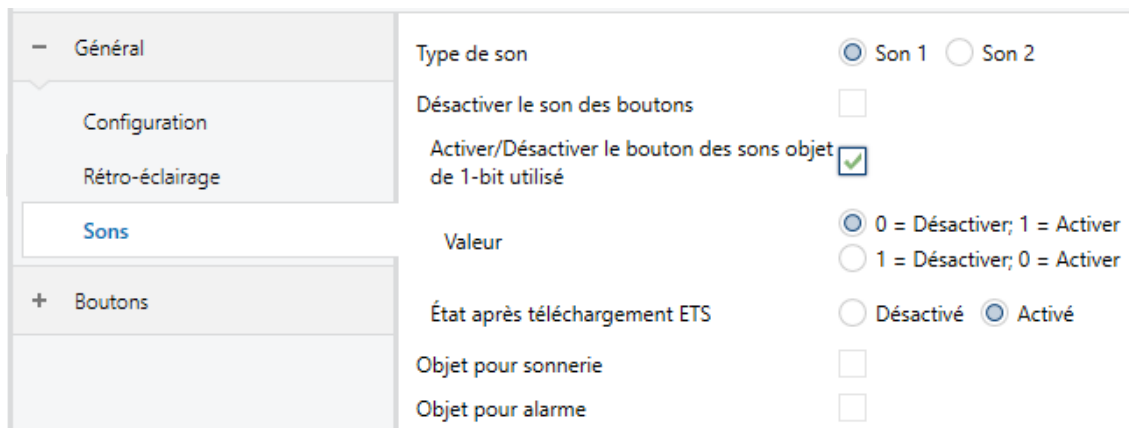 Général
Configuration
Rétro-éclairage
Sons
Boutons
Type de son
Son 1
Son 2
Désactiver le son des boutons
Activer/Désactiver le bouton des sons objet
de 1-bit utilisé
Valeur
0 = Désactiver; 1 = Activer
1 = Désactiver; 0 = Activer
État après téléchargement ETS
Désactivé
Activé
Objet pour sonnerie
Objet pour alarme